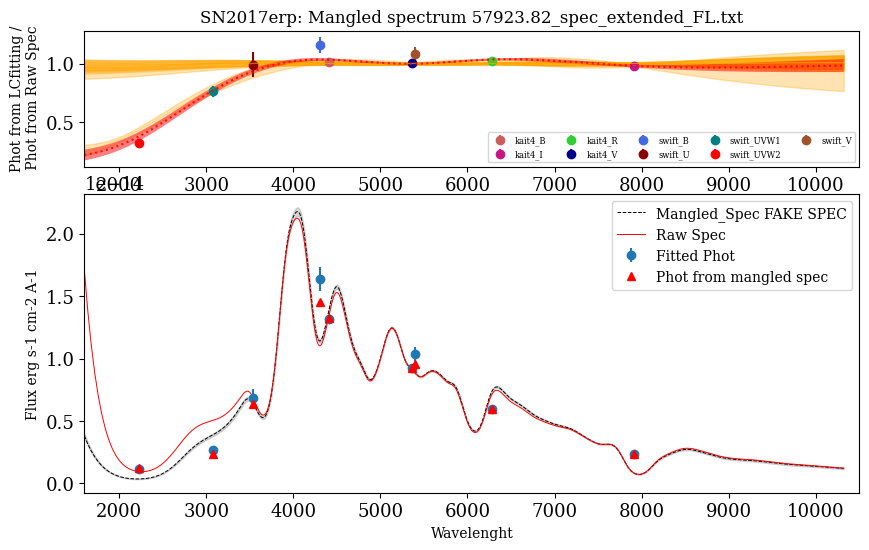 SN2017erp: Mangled spectrum 57923.82_spec_extended_FL.txt
Phot from LCfitting /
Phot from Raw Spec
1.0
0.5
kait4_B kait4_R swift_B swift_UVW1 swift_V
kait4_I kait4_V swift_U swift_UVW2
2000 3000 4000 5000 6000 7000 8000 9000 10000
1e−14
Mangled_Spec FAKE SPEC
Raw Spec
Fitted Phot
Phot from mangled spec
Flux erg s-1 cm-2 A-1
2.0
1.5
1.0
0.5
0.0
2000 3000 4000 5000 6000 7000 8000 9000 10000
Wavelenght